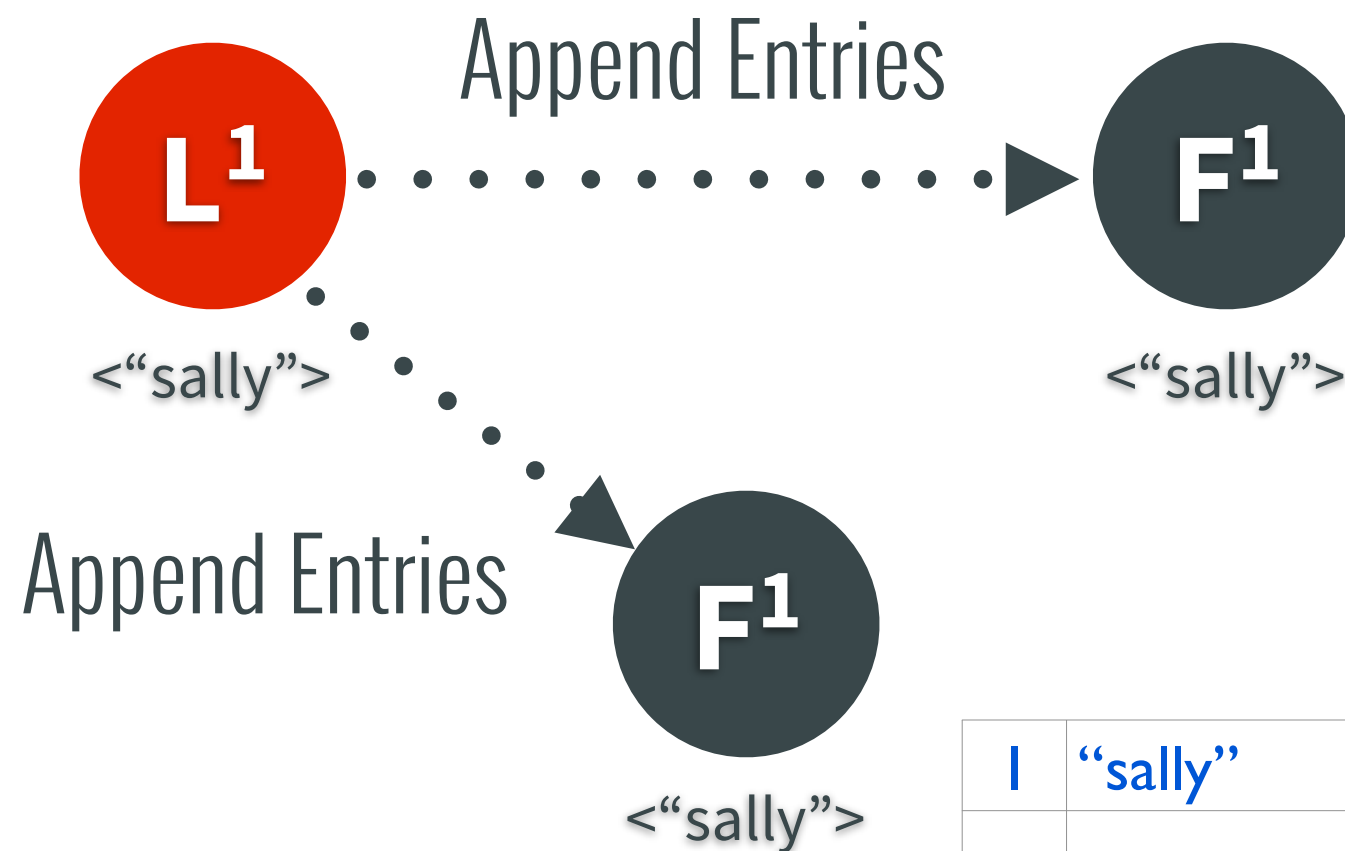 Append Entries
L¹
F¹
<“sally”>
<“sally”>
Append Entries
F¹
1 “sally”
<“sally”>